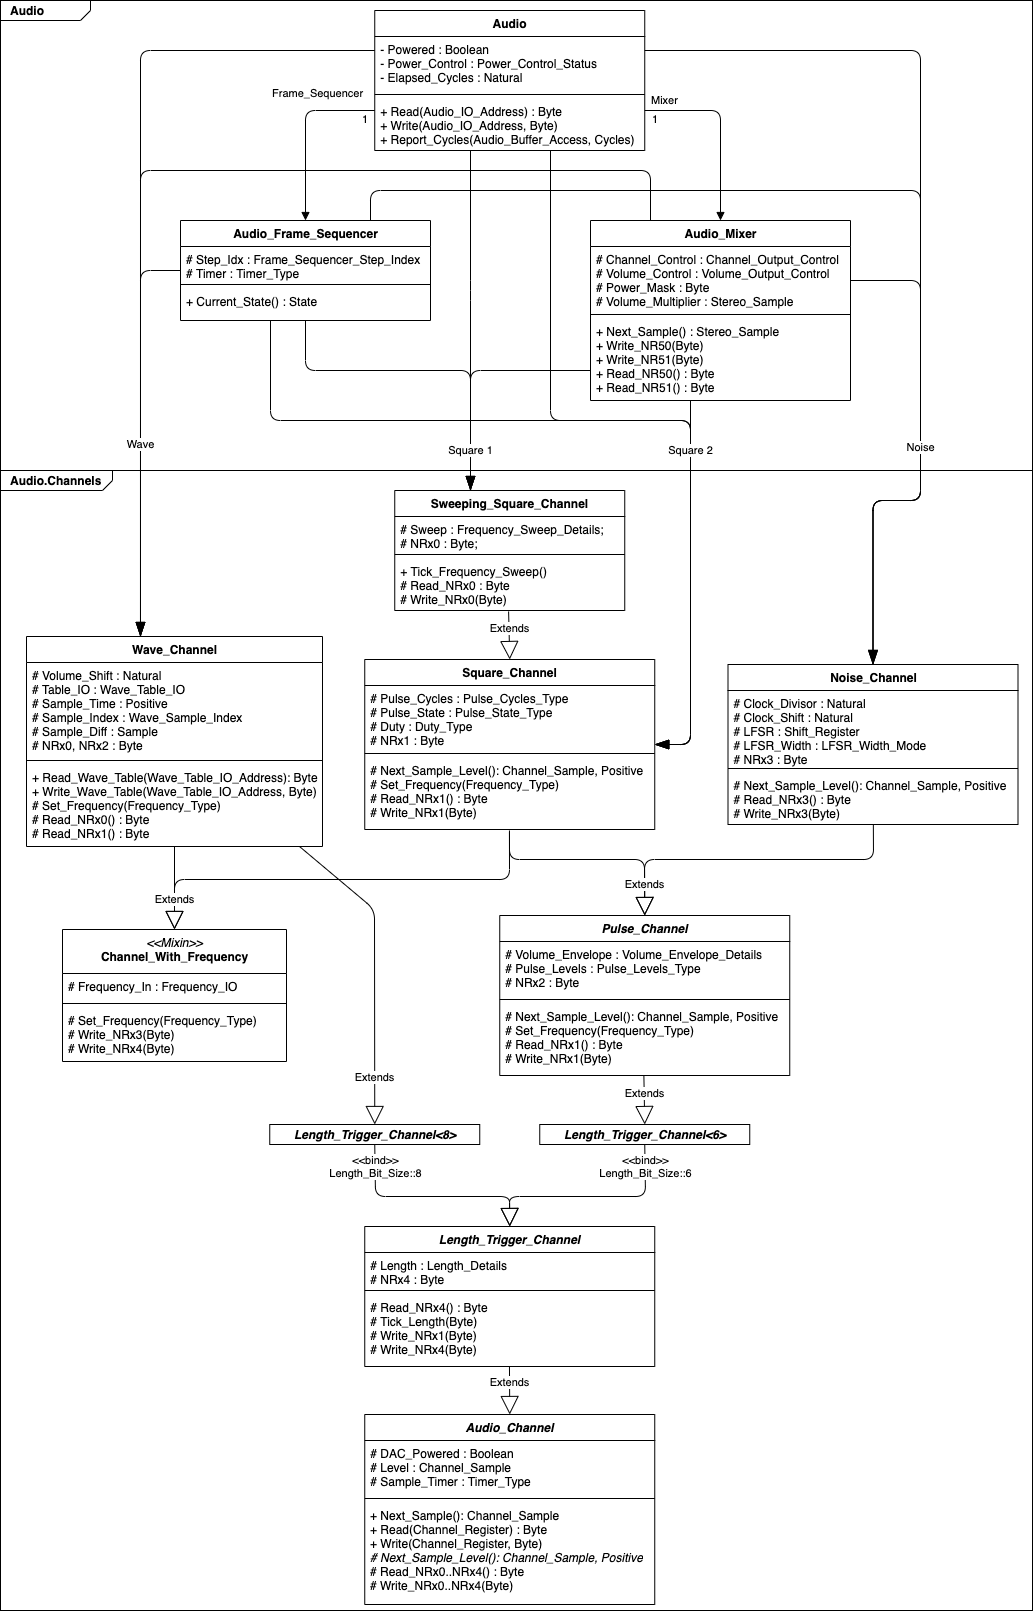 Audio
Audio
- Powered : Boolean
- Power_Control : Power_Control_Status
- Elapsed_Cycles : Natural
+ Read(Audio_IO_Address) : Byte
+ Write(Audio_IO_Address, Byte)
+ Report_Cycles(Audio_Buffer_Access, Cycles)
Frame_Sequencer
1
Mixer
1
Audio_Frame_Sequencer
# Step_Idx : Frame_Sequencer_Step_Index
# Timer : Timer_Type
+ Current_State() : State
Audio_Mixer
# Channel_Control : Channel_Output_Control
# Volume_Control : Volume_Output_Control
# Power_Mask : Byte
# Volume_Multiplier : Stereo_Sample
+ Next_Sample() : Stereo_Sample
+ Write_NR50(Byte)
+ Write_NR51(Byte)
+ Read_NR50() : Byte
+ Read_NR51() : Byte
Wave
Square 1
Square 2
Noise
Audio.Channels
Sweeping_Square_Channel
# Sweep : Frequency_Sweep_Details;
# NRx0 : Byte;
+ Tick_Frequency_Sweep()
# Read_NRx0 : Byte
# Write_NRx0(Byte)
Extends
Wave_Channel
# Volume_Shift : Natural
# Table_IO : Wave_Table_IO
# Sample_Time : Positive
# Sample_Index : Wave_Sample_Index
# Sample_Diff : Sample
# NRx0, NRx2 : Byte
+ Read_Wave_Table(Wave_Table_IO_Address): Byte
+ Write_Wave_Table(Wave_Table_IO_Address, Byte)
# Set_Frequency(Frequency_Type)
# Read_NRx0() : Byte
# Read_NRx1() : Byte
Square_Channel
# Pulse_Cycles : Pulse_Cycles_Type
# Pulse_State : Pulse_State_Type
# Duty : Duty_Type
# NRx1 : Byte
# Next_Sample_Level(): Channel_Sample, Positive
# Set_Frequency(Frequency_Type)
# Read_NRx1() : Byte
# Write_NRx1(Byte)
Noise_Channel
# Clock_Divisor : Natural
# Clock_Shift : Natural
# LFSR : Shift_Register
# LFSR_Width : LFSR_Width_Mode
# NRx3 : Byte
# Next_Sample_Level(): Channel_Sample, Positive
# Read_NRx3() : Byte
# Write_NRx3(Byte)
Extends
Extends
<<Mixin>>
Channel_With_Frequency
# Frequency_In : Frequency_IO
# Set_Frequency(Frequency_Type)
# Write_NRx3(Byte)
# Write_NRx4(Byte)
Pulse_Channel
# Volume_Envelope : Volume_Envelope_Details
# Pulse_Levels : Pulse_Levels_Type
# NRx2 : Byte
# Next_Sample_Level(): Channel_Sample, Positive
# Set_Frequency(Frequency_Type)
# Read_NRx1() : Byte
# Write_NRx1(Byte)
Extends
Extends
Length_Trigger_Channel<8>
Length_Trigger_Channel<6>
<<bind>>
Length_Bit_Size::8
<<bind>>
Length_Bit_Size::6
Length_Trigger_Channel
# Length : Length_Details
# NRx4 : Byte
# Read_NRx4() : Byte
# Tick_Length(Byte)
# Write_NRx1(Byte)
# Write_NRx4(Byte)
Extends
Audio_Channel
# DAC_Powered : Boolean
# Level : Channel_Sample
# Sample_Timer : Timer_Type
+ Next_Sample(): Channel_Sample
+ Read(Channel_Register) : Byte
+ Write(Channel_Register, Byte)
# Next_Sample_Level(): Channel_Sample, Positive
# Read_NRx0..NRx4() : Byte
# Write_NRx0..NRx4(Byte)